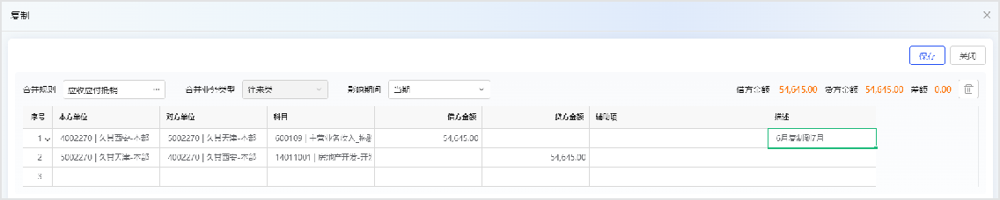 复制
保存 关闭
合并规则 应收应付抵销 ··· 合并业务类型 往来类 影响期间 当期 借方金额 54,645.00 贷方金额 54,645.00 差额 0.00
序号 本方单位 对方单位 科目 借方金额 贷方金额 辅助项 描述
1 4002270 | 久其西安-本部 5002270 | 久其天津-本部 600109 | 主营业务收入_ 54,645.00 6月复制到7月
2 5002270 | 久其天津-本部 4002270 | 久其西安-本部 14011001 | 房地产开发-开 54,645.00
3